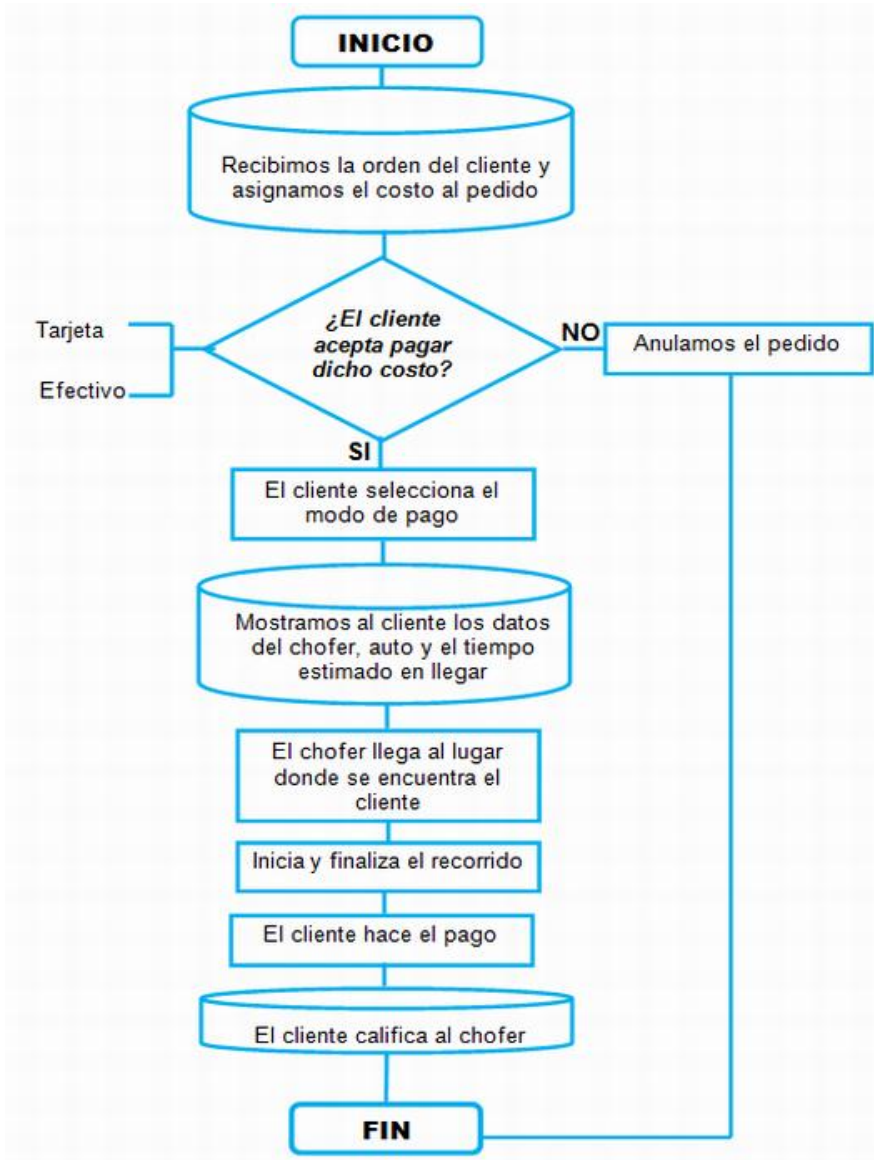 INICIO
Recibimos la orden del cliente y
asignamos el costo al pedido
¿El cliente
acepta pagar
dicho costo?
Tarjeta
Efectivo
NO
Anulamos el pedido
SI
El cliente selecciona el
modo de pago
Mostramos al cliente los datos
del chofer, auto y el tiempo
estimado en llegar
El chofer llega al lugar
donde se encuentra el
cliente
Inicia y finaliza el recorrido
El cliente hace el pago
El cliente califica al chofer
FIN